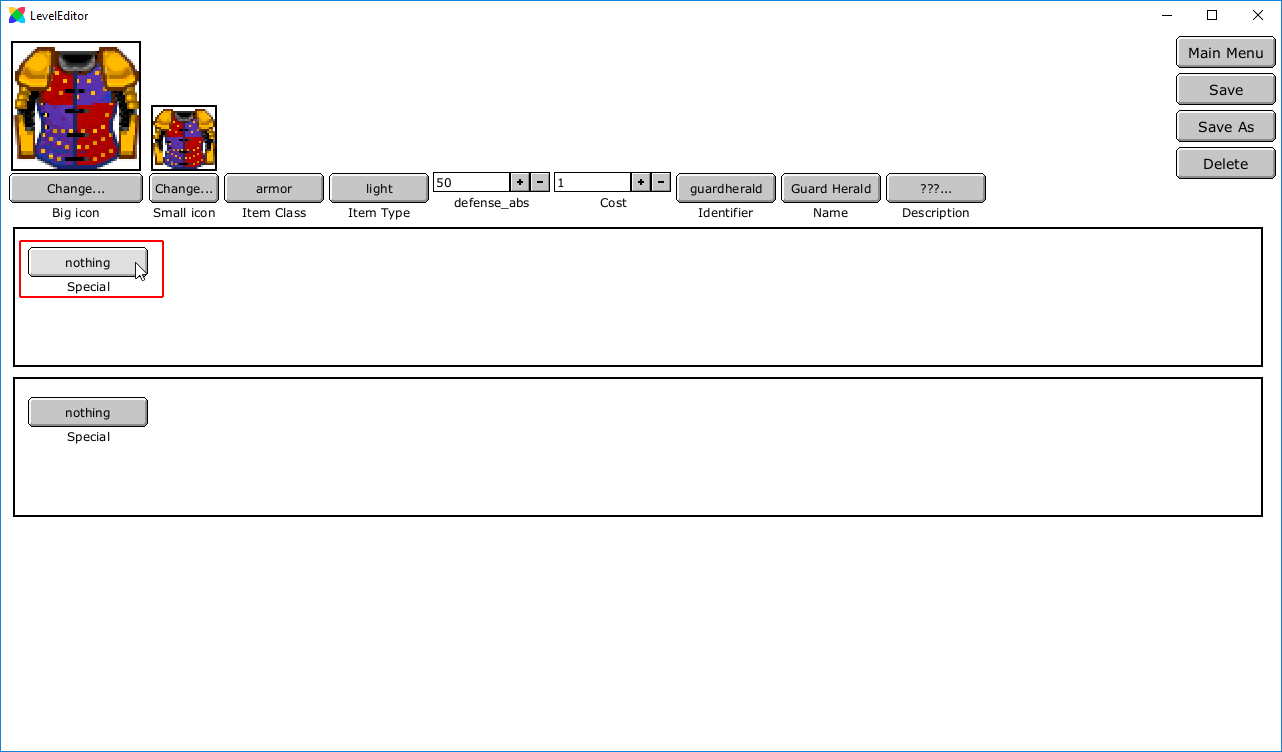 LevelEditor
Main Menu
Save
Save As
Delete
Change...
Big icon
Change...
Small icon
armor
Item Class
light
Item Type
50 + −
defense_abs
1 + −
Cost
guardherald
Identifier
Guard Herald
Name
???...
Description
nothing
Special
nothing
Special